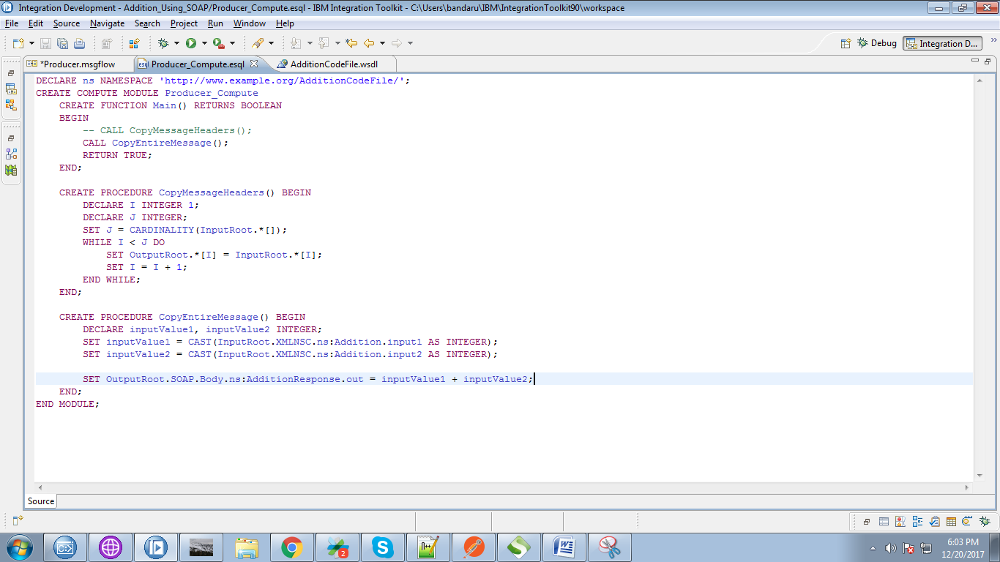 Integration Development - Addition_Using_SOAP/Producer_Compute.esql - IBM Integration Toolkit - C:\Users\bandaru\IBM\IntegrationToolkit90\workspace
File Edit Source Navigate Search Project Run Window Help
Debug Integration D...
*Producer.msgflow Producer_Compute.esql AdditionCodeFile.wsdl
DECLARE ns NAMESPACE 'http://www.example.org/AdditionCodeFile/';
CREATE COMPUTE MODULE Producer_Compute
    CREATE FUNCTION Main() RETURNS BOOLEAN
    BEGIN
        -- CALL CopyMessageHeaders();
        CALL CopyEntireMessage();
        RETURN TRUE;
    END;
    CREATE PROCEDURE CopyMessageHeaders() BEGIN
        DECLARE I INTEGER 1;
        DECLARE J INTEGER;
        SET J = CARDINALITY(InputRoot.*[]);
        WHILE I < J DO
            SET OutputRoot.*[I] = InputRoot.*[I];
            SET I = I + 1;
        END WHILE;
    END;
    CREATE PROCEDURE CopyEntireMessage() BEGIN
        DECLARE inputValue1, inputValue2 INTEGER;
        SET inputValue1 = CAST(InputRoot.XMLNSC.ns:Addition.input1 AS INTEGER);
        SET inputValue2 = CAST(InputRoot.XMLNSC.ns:Addition.input2 AS INTEGER);
        SET OutputRoot.SOAP.Body.ns:AdditionResponse.out = inputValue1 + inputValue2;
    END;
END MODULE;
Source
6:03 PM
12/20/2017